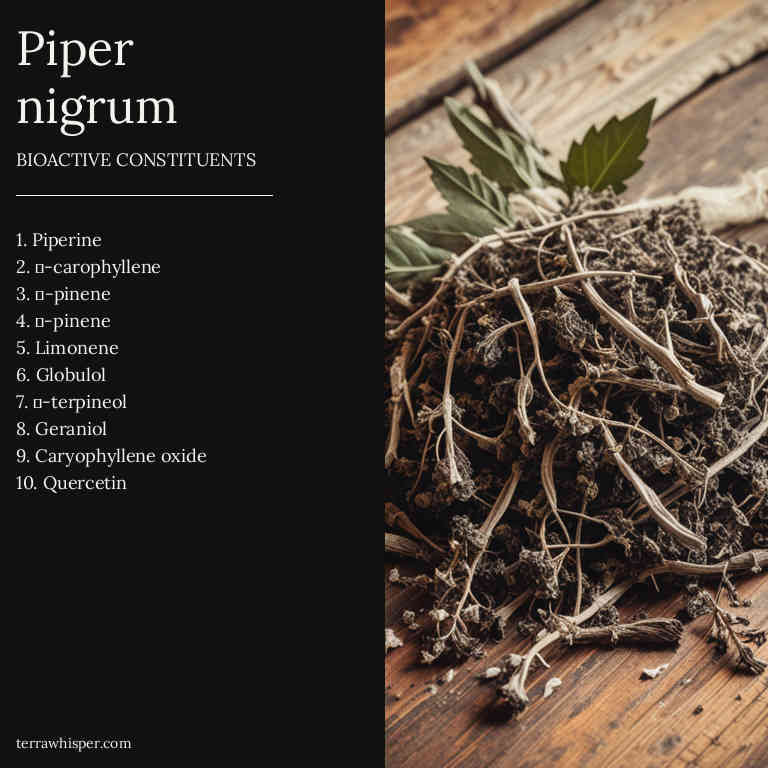 Piper
nigrum
BIOACTIVE CONSTITUENTS
1. Piperine
2. □-carophyllene
3. □-pinene
4. □-pinene
5. Limonene
6. Globulol
7. □-terpineol
8. Geraniol
9. Caryophyllene oxide
10. Quercetin
terrawhisper.com